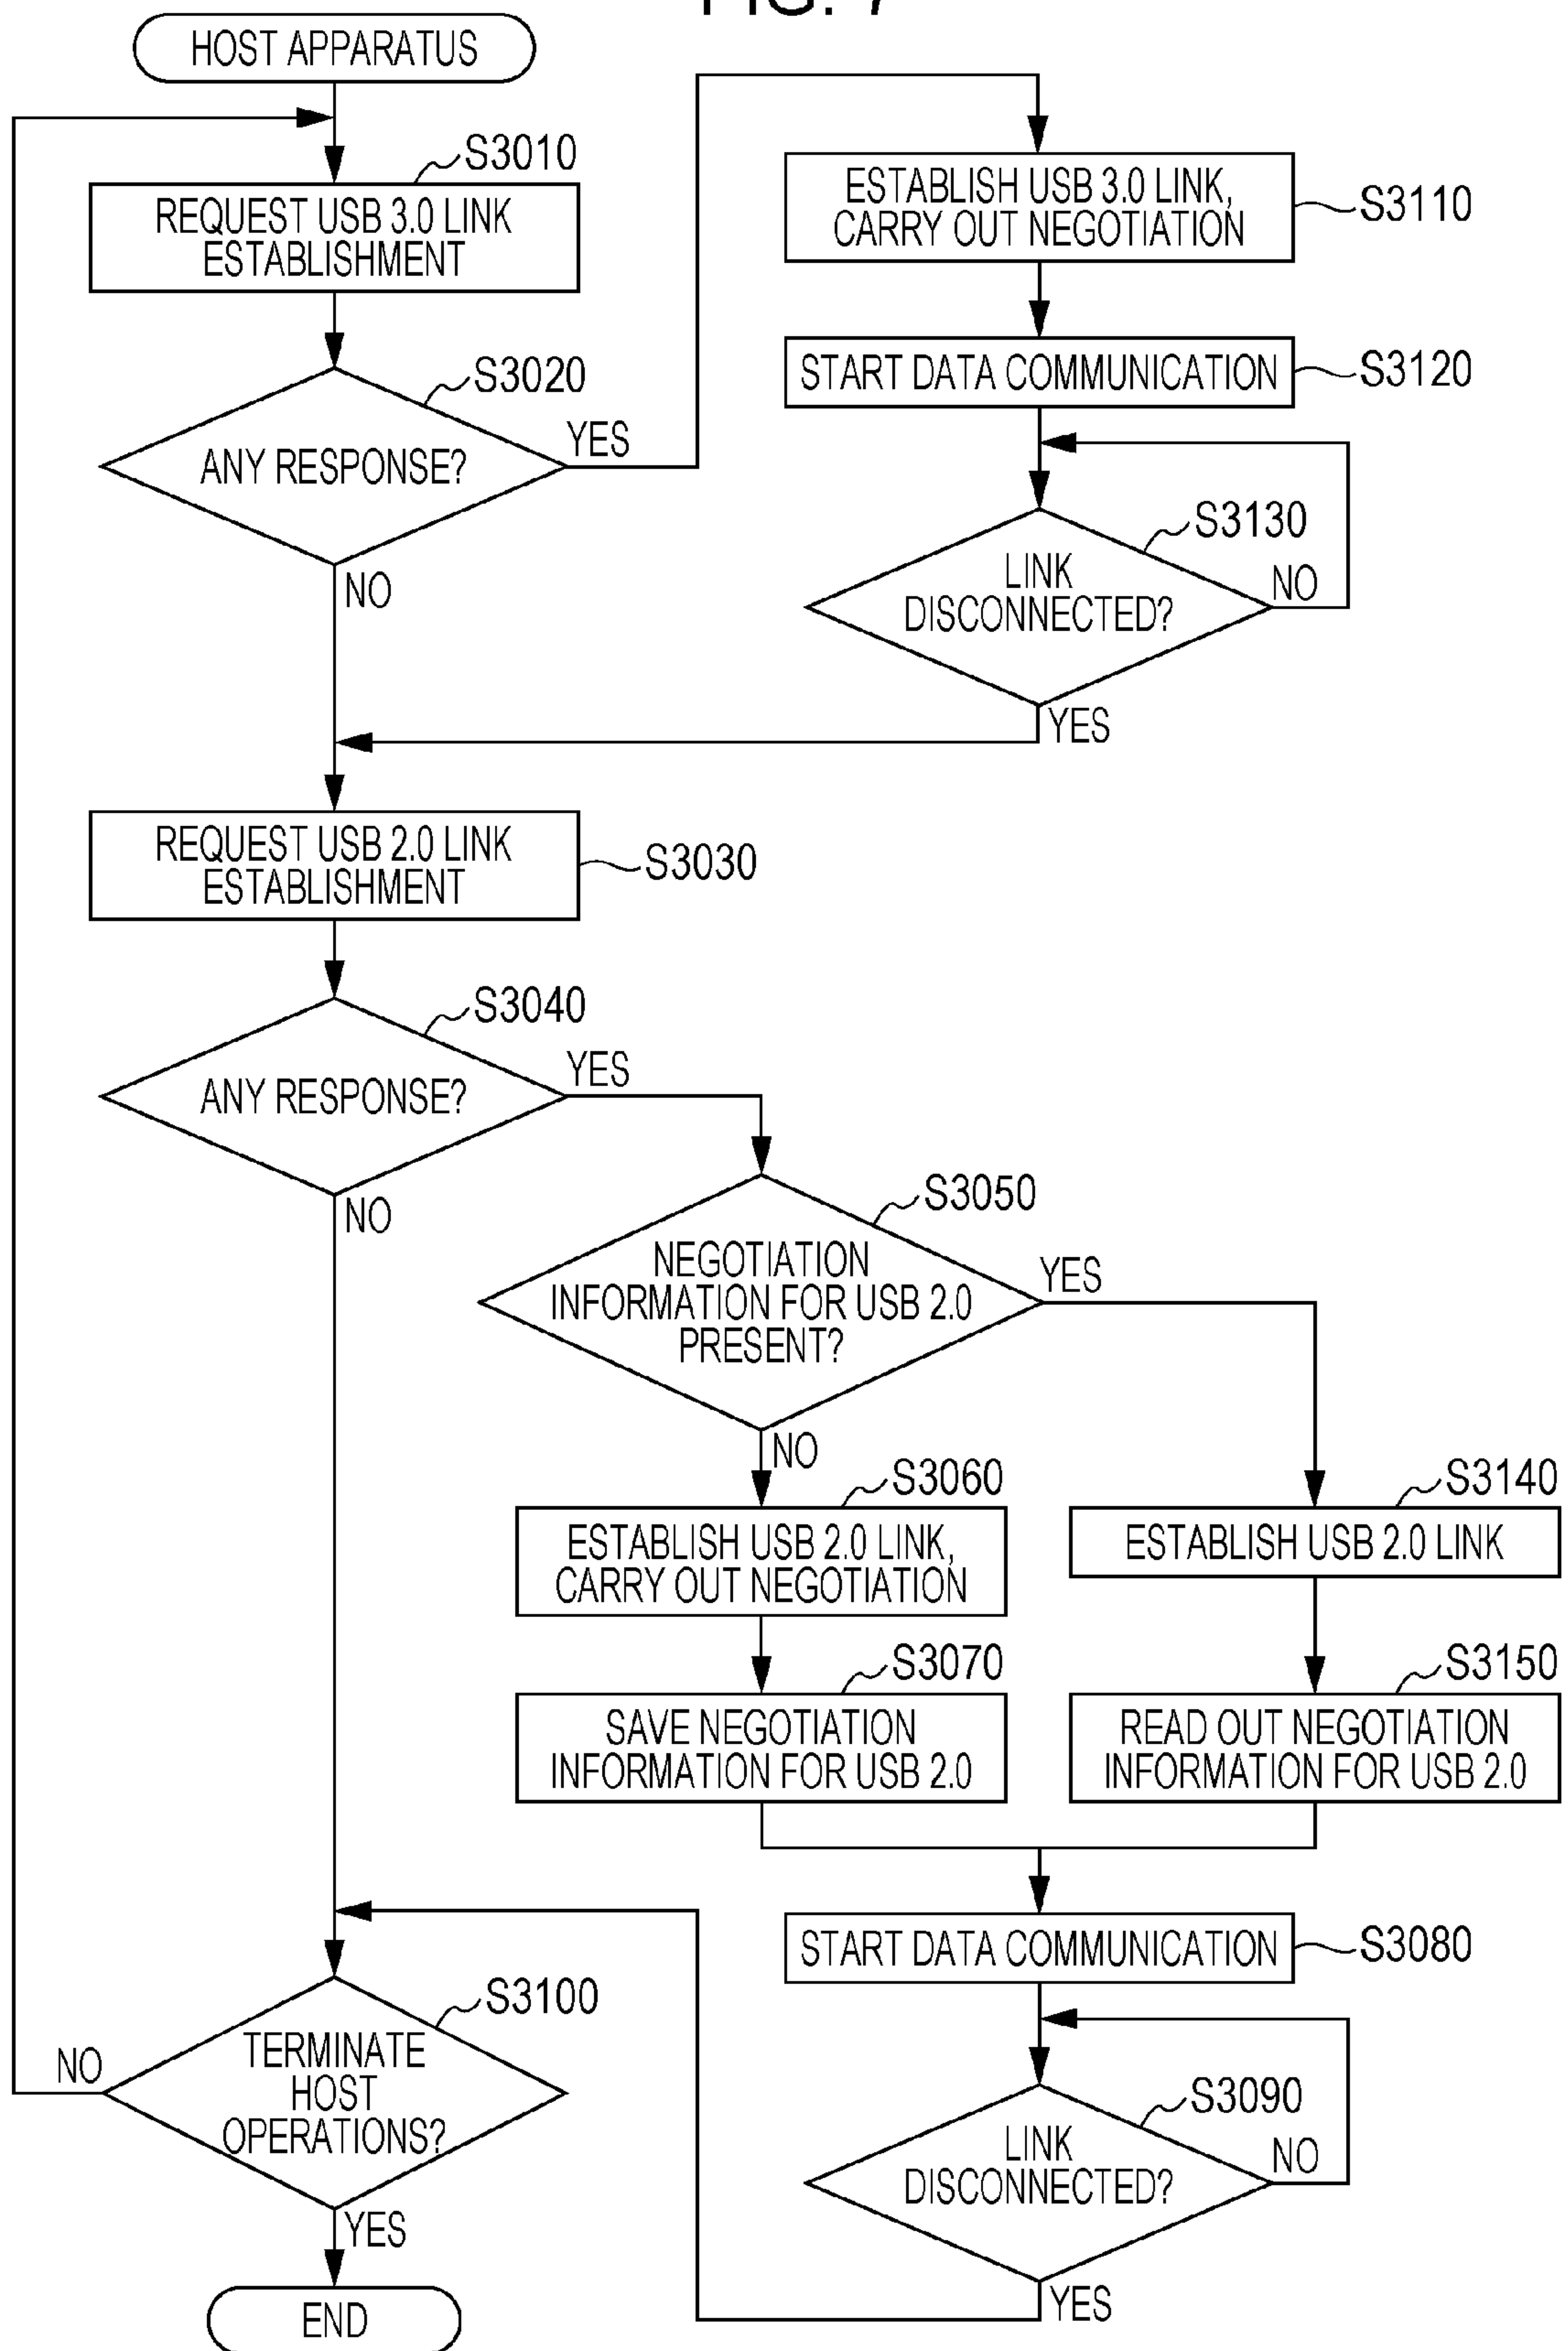 FIG. 7
HOST APPARATUS
S3010
REQUEST USB 3.0 LINK
ESTABLISHMENT
S3020
ANY RESPONSE?
YES
NO
ESTABLISH USB 3.0 LINK,
CARRY OUT NEGOTIATION
S3110
START DATA COMMUNICATION
S3120
S3130
LINK
DISCONNECTED?
NO
YES
REQUEST USB 2.0 LINK
ESTABLISHMENT
S3030
S3040
ANY RESPONSE?
YES
NO
S3050
NEGOTIATION
INFORMATION FOR USB 2.0
PRESENT?
YES
NO
S3060
ESTABLISH USB 2.0 LINK,
CARRY OUT NEGOTIATION
S3140
ESTABLISH USB 2.0 LINK
S3070
SAVE NEGOTIATION
INFORMATION FOR USB 2.0
S3150
READ OUT NEGOTIATION
INFORMATION FOR USB 2.0
START DATA COMMUNICATION
S3080
S3090
LINK
DISCONNECTED?
NO
YES
S3100
TERMINATE
HOST
OPERATIONS?
NO
YES
END